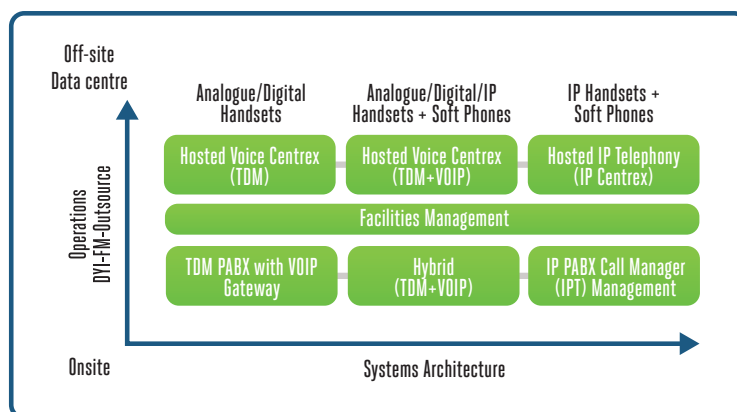 Off-site
Data centre
Analogue/Digital
Handsets
Analogue/Digital/IP
Handsets + Soft Phones
IP Handsets +
Soft Phones
Hosted Voice Centrex
(TDM)
Hosted Voice Centrex
(TDM+VOIP)
Hosted IP Telephony
(IP Centrex)
Operations
DYI-FM-Outsource
Facilities Management
TDM PABX with VOIP
Gateway
Hybrid
(TDM+VOIP)
IP PABX Call Manager
(IPT) Management
Onsite
Systems Architecture